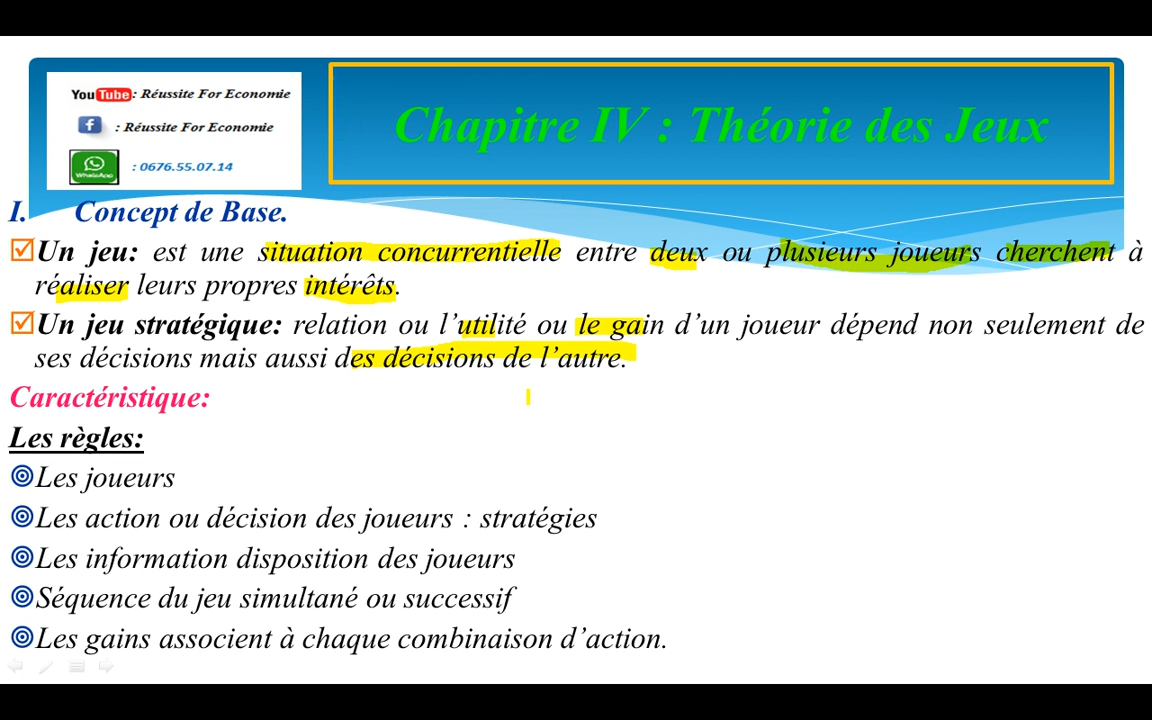 YouTube : Réussite For Economie
f : Réussite For Economie
WhatsApp : 0676.55.07.14
Chapitre IV : Théorie des Jeux
I. Concept de Base.
Un jeu: est une situation concurrentielle entre deux ou plusieurs joueurs cherchent à
réaliser leurs propres intérêts.
Un jeu stratégique: relation ou l’utilité ou le gain d’un joueur dépend non seulement de
ses décisions mais aussi des décisions de l’autre.
Caractéristique:
Les règles:
Les joueurs
Les action ou décision des joueurs : stratégies
Les information disposition des joueurs
Séquence du jeu simultané ou successif
Les gains associent à chaque combinaison d’action.